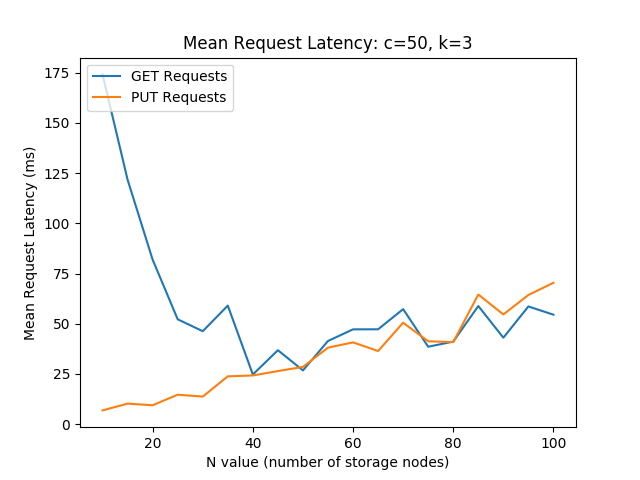 Mean Request Latency: c=50, k=3
GET Requests
PUT Requests
175
150
125
100
75
50
25
0
Mean Request Latency (ms)
20
40
60
80
100
N value (number of storage nodes)